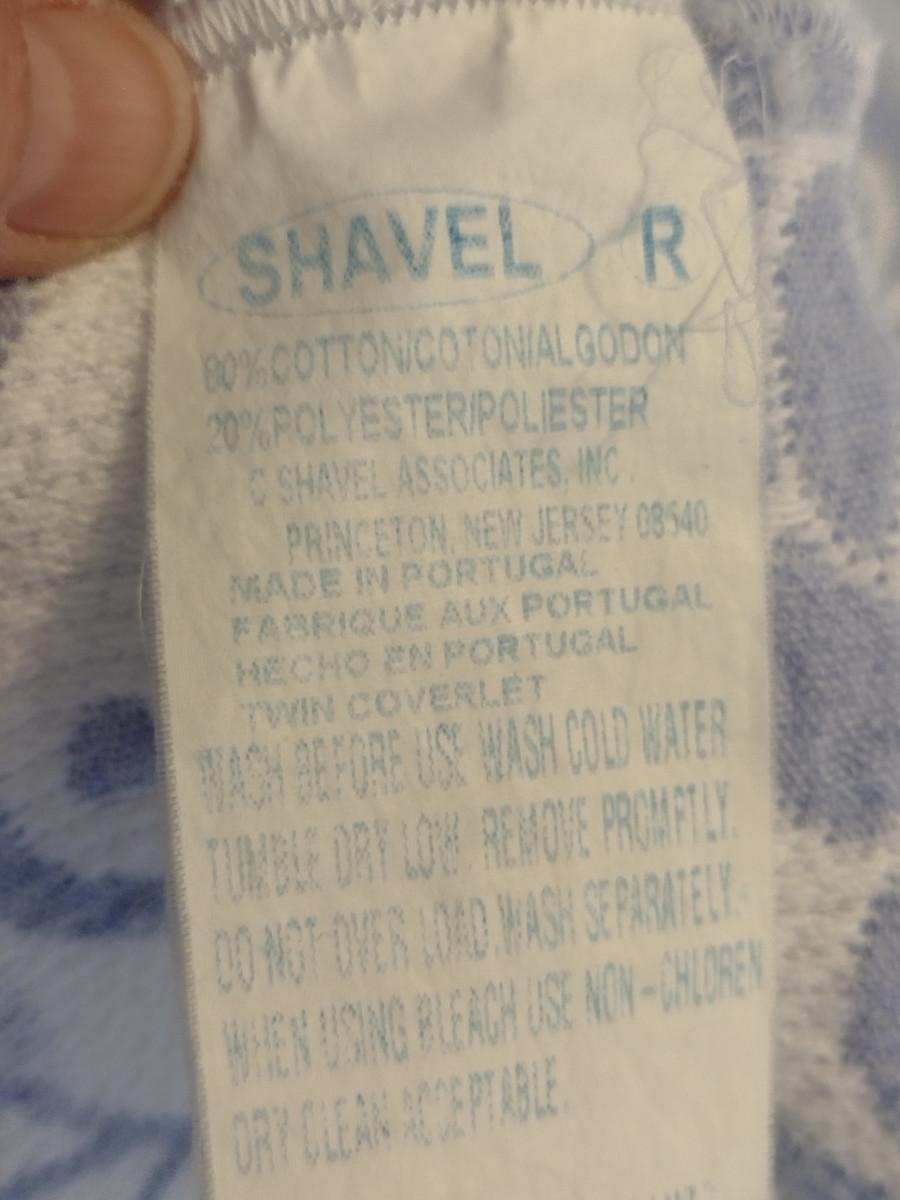 SHAVEL R
80%COTTON/COTON/ALGODON
20%POLYESTER/POLIESTER
C SHAVEL ASSOCIATES, INC.
PRINCETON, NEW JERSEY 08540
MADE IN PORTUGAL
FABRIQUE AUX PORTUGAL
HECHO EN PORTUGAL
TWIN COVERLET
WASH BEFORE USE WASH COLD WATER
TUMBLE DRY LOW. REMOVE PROMPTLY.
DO NOT OVER LOAD.WASH SEPARATELY.
WHEN USING BLEACH USE NON-CHLOREN
DRY CLEAN ACCEPTABLE.